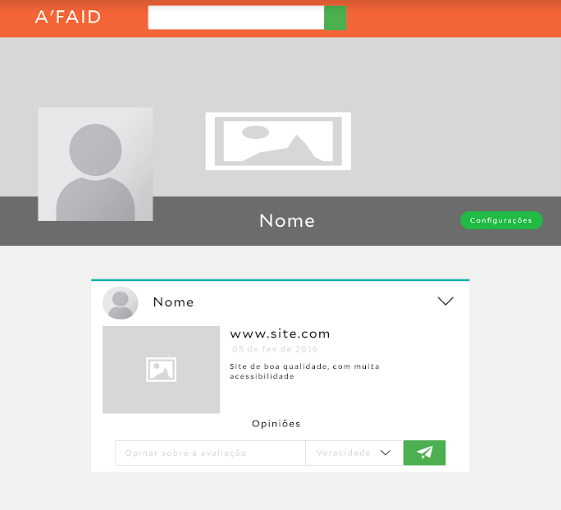 A'FAID
Nome
Configurações
Nome
www.site.com
05 de fev de 2016
Site de boa qualidade, com muita
acessibilidade
Opiniões
Opinar sobre á avaliação
Veracidade